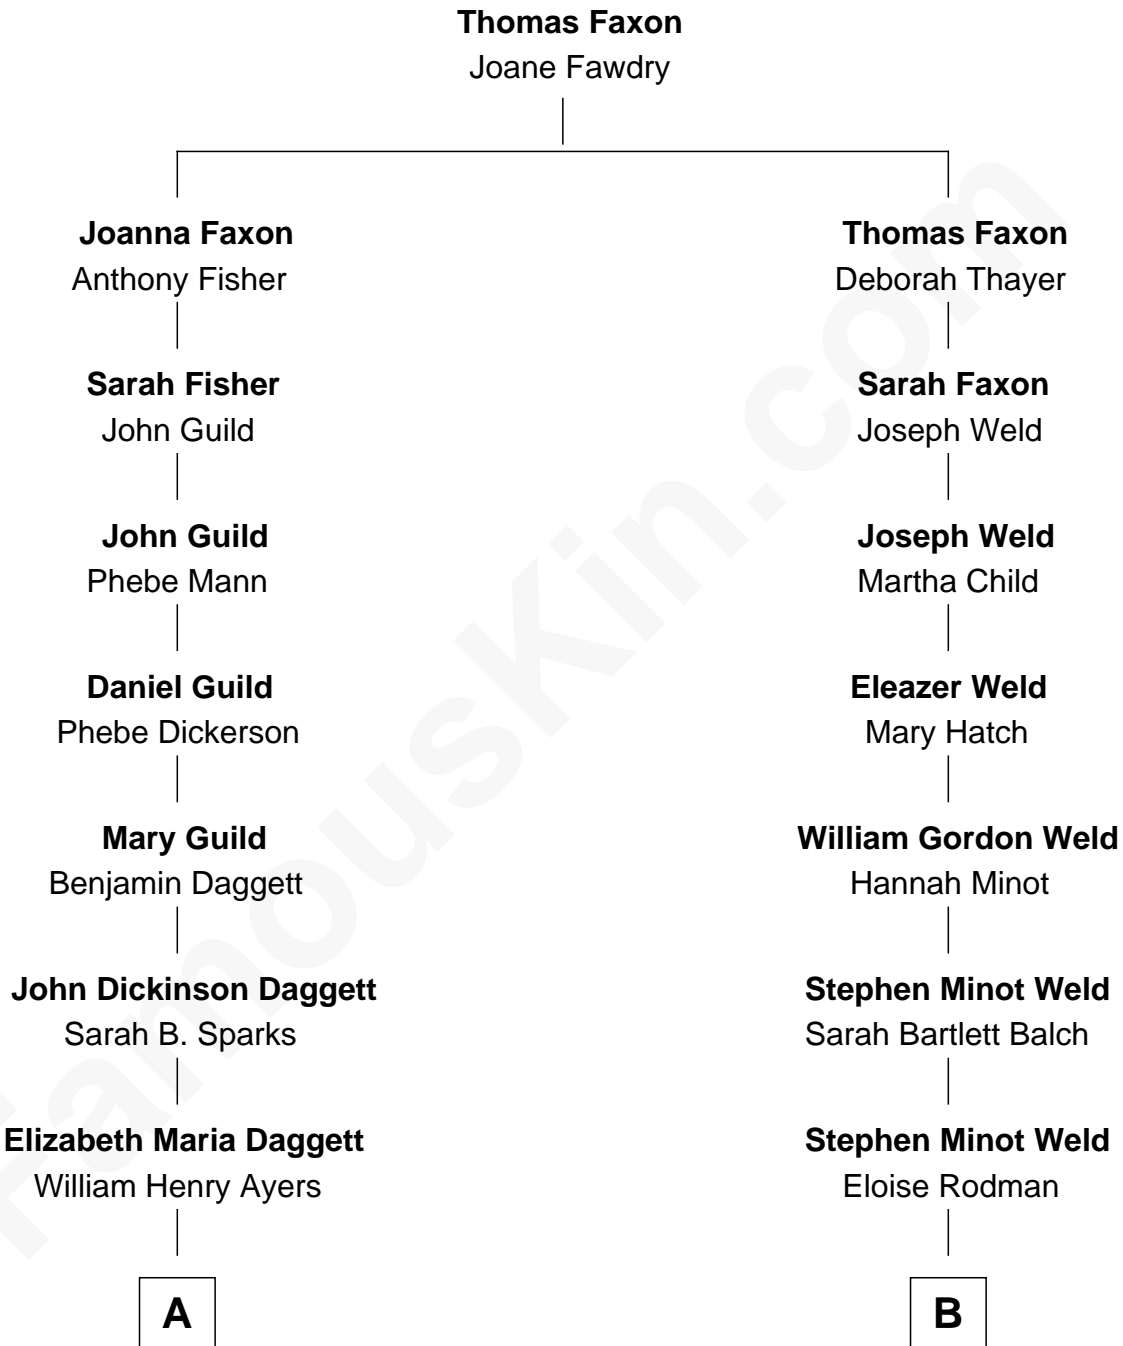 Thomas Faxon
Joane Fawdry
Joanna Faxon
Anthony Fisher
Thomas Faxon
Deborah Thayer
Sarah Fisher
John Guild
Sarah Faxon
Joseph Weld
John Guild
Phebe Mann
Joseph Weld
Martha Child
Daniel Guild
Phebe Dickerson
Eleazer Weld
Mary Hatch
Mary Guild
Benjamin Daggett
William Gordon Weld
Hannah Minot
John Dickinson Daggett
Sarah B. Sparks
Stephen Minot Weld
Sarah Bartlett Balch
Elizabeth Maria Daggett
William Henry Ayers
Stephen Minot Weld
Eloise Rodman
A
B
FamousKin.com